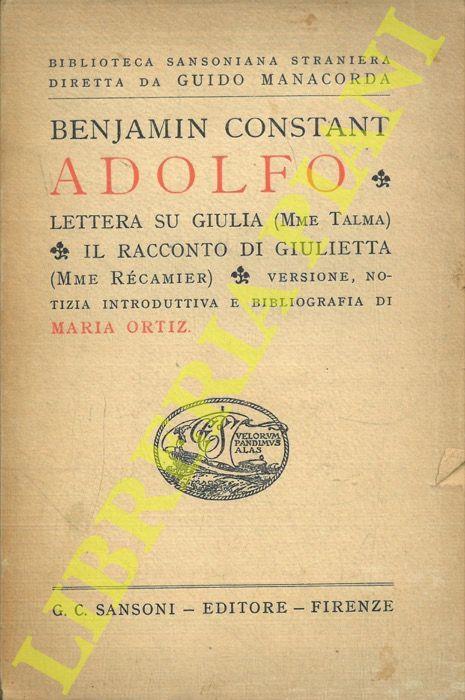 BIBLIOTECA SANSONIANA STRANIERA
DIRETTA DA GUIDO MANACORDA
BENJAMIN CONSTANT
ADOLFO
LETTERA SU GIULIA (MME TALMA)
IL RACCONTO DI GIULIETTA
(MME RÉCAMIER) VERSIONE, NO-
TIZIA INTRODUTTIVA E BIBLIOGRAFIA DI
MARIA ORTIZ.
VELORVM
PANDIMVS
ALAS
G. C. SANSONI – EDITORE – FIRENZE
LIBRERIA PIANI